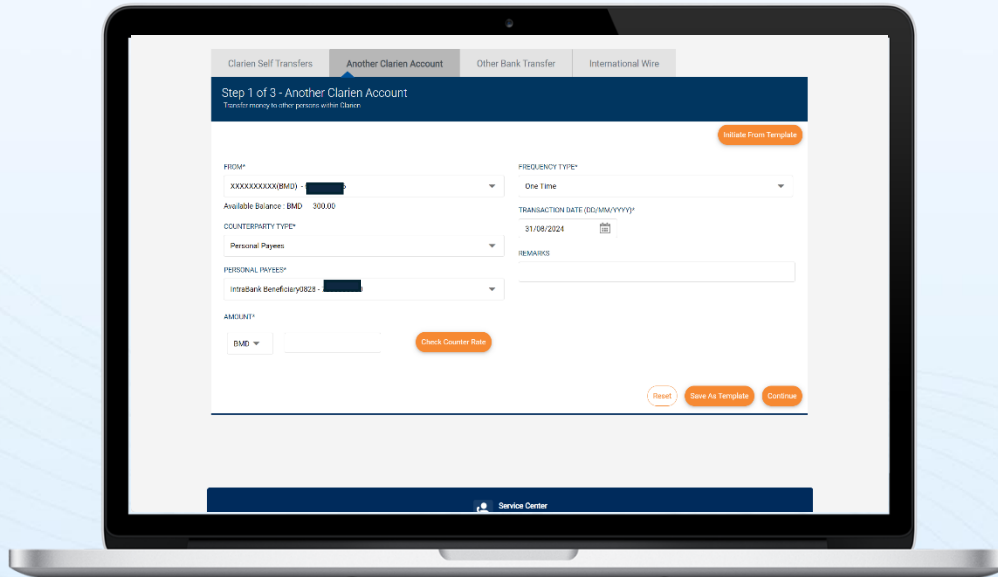 Clarien Self Transfers
Another Clarien Account
Other Bank Transfer
International Wire
Step 1 of 3 - Another Clarien Account
Transfer money to other persons within Clarien
Initiate From Template
FROM*
XXXXXXXXXX(BMD) -
Available Balance : BMD 300.00
COUNTERPARTY TYPE*
Personal Payees
PERSONAL PAYEES*
IntraBank Beneficiary0828 -
AMOUNT*
BMD
Check Counter Rate
FREQUENCY TYPE*
One Time
TRANSACTION DATE (DD/MM/YYYY)*
31/08/2024
REMARKS
Reset
Save As Template
Continue
Service Center